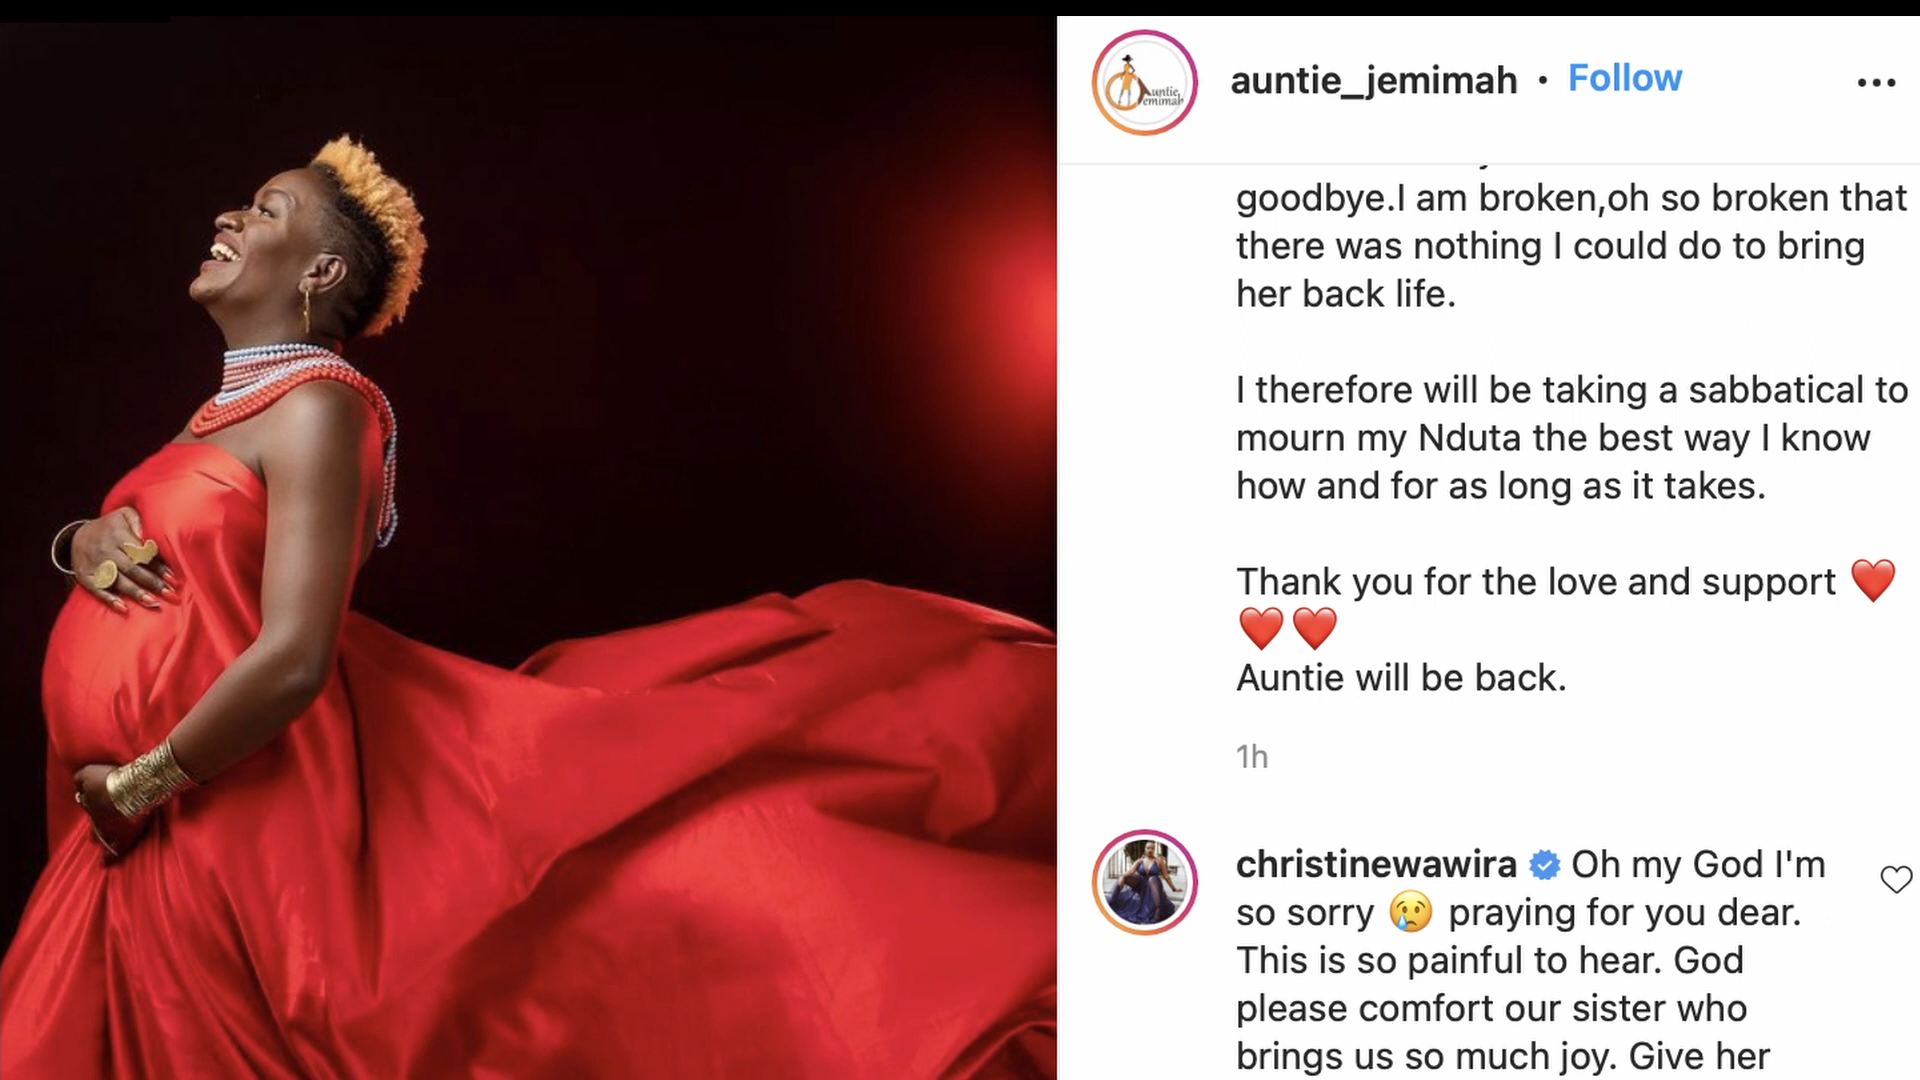 Auntie
Jemimah
auntie_jemimah • Follow
goodbye.I am broken,oh so broken that
there was nothing I could do to bring
her back life.
I therefore will be taking a sabbatical to
mourn my Nduta the best way I know
how and for as long as it takes.
Thank you for the love and support ❤️
❤️❤️
Auntie will be back.
1h
christinewawira Oh my God I'm
so sorry 😢 praying for you dear.
This is so painful to hear. God
please comfort our sister who
brings us so much joy. Give her